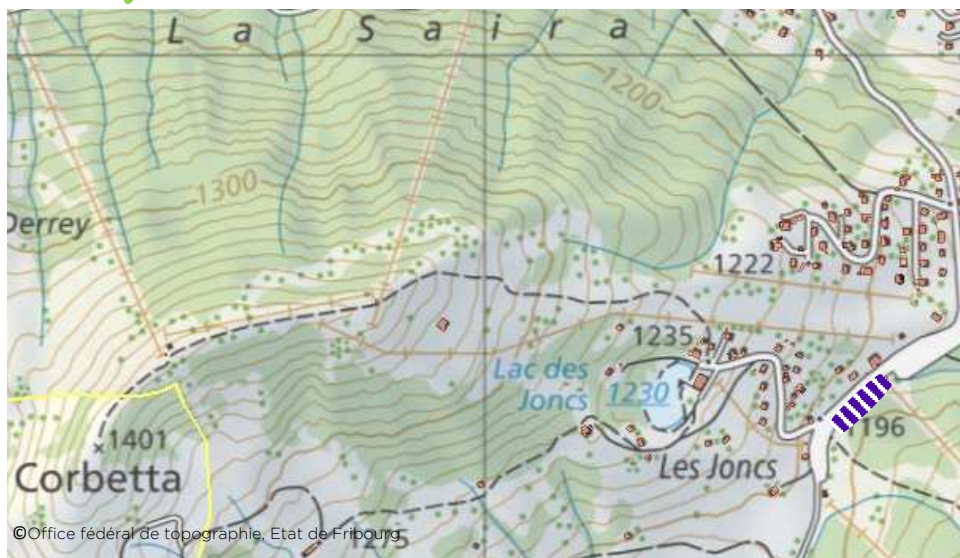 La Saira
1200
1300
Derrey
1222
1235
Lac des
Joncs
1230
1196
1401
Les Joncs
Corbetta
1275
©Office fédéral de topographie, Etat de Fribourg